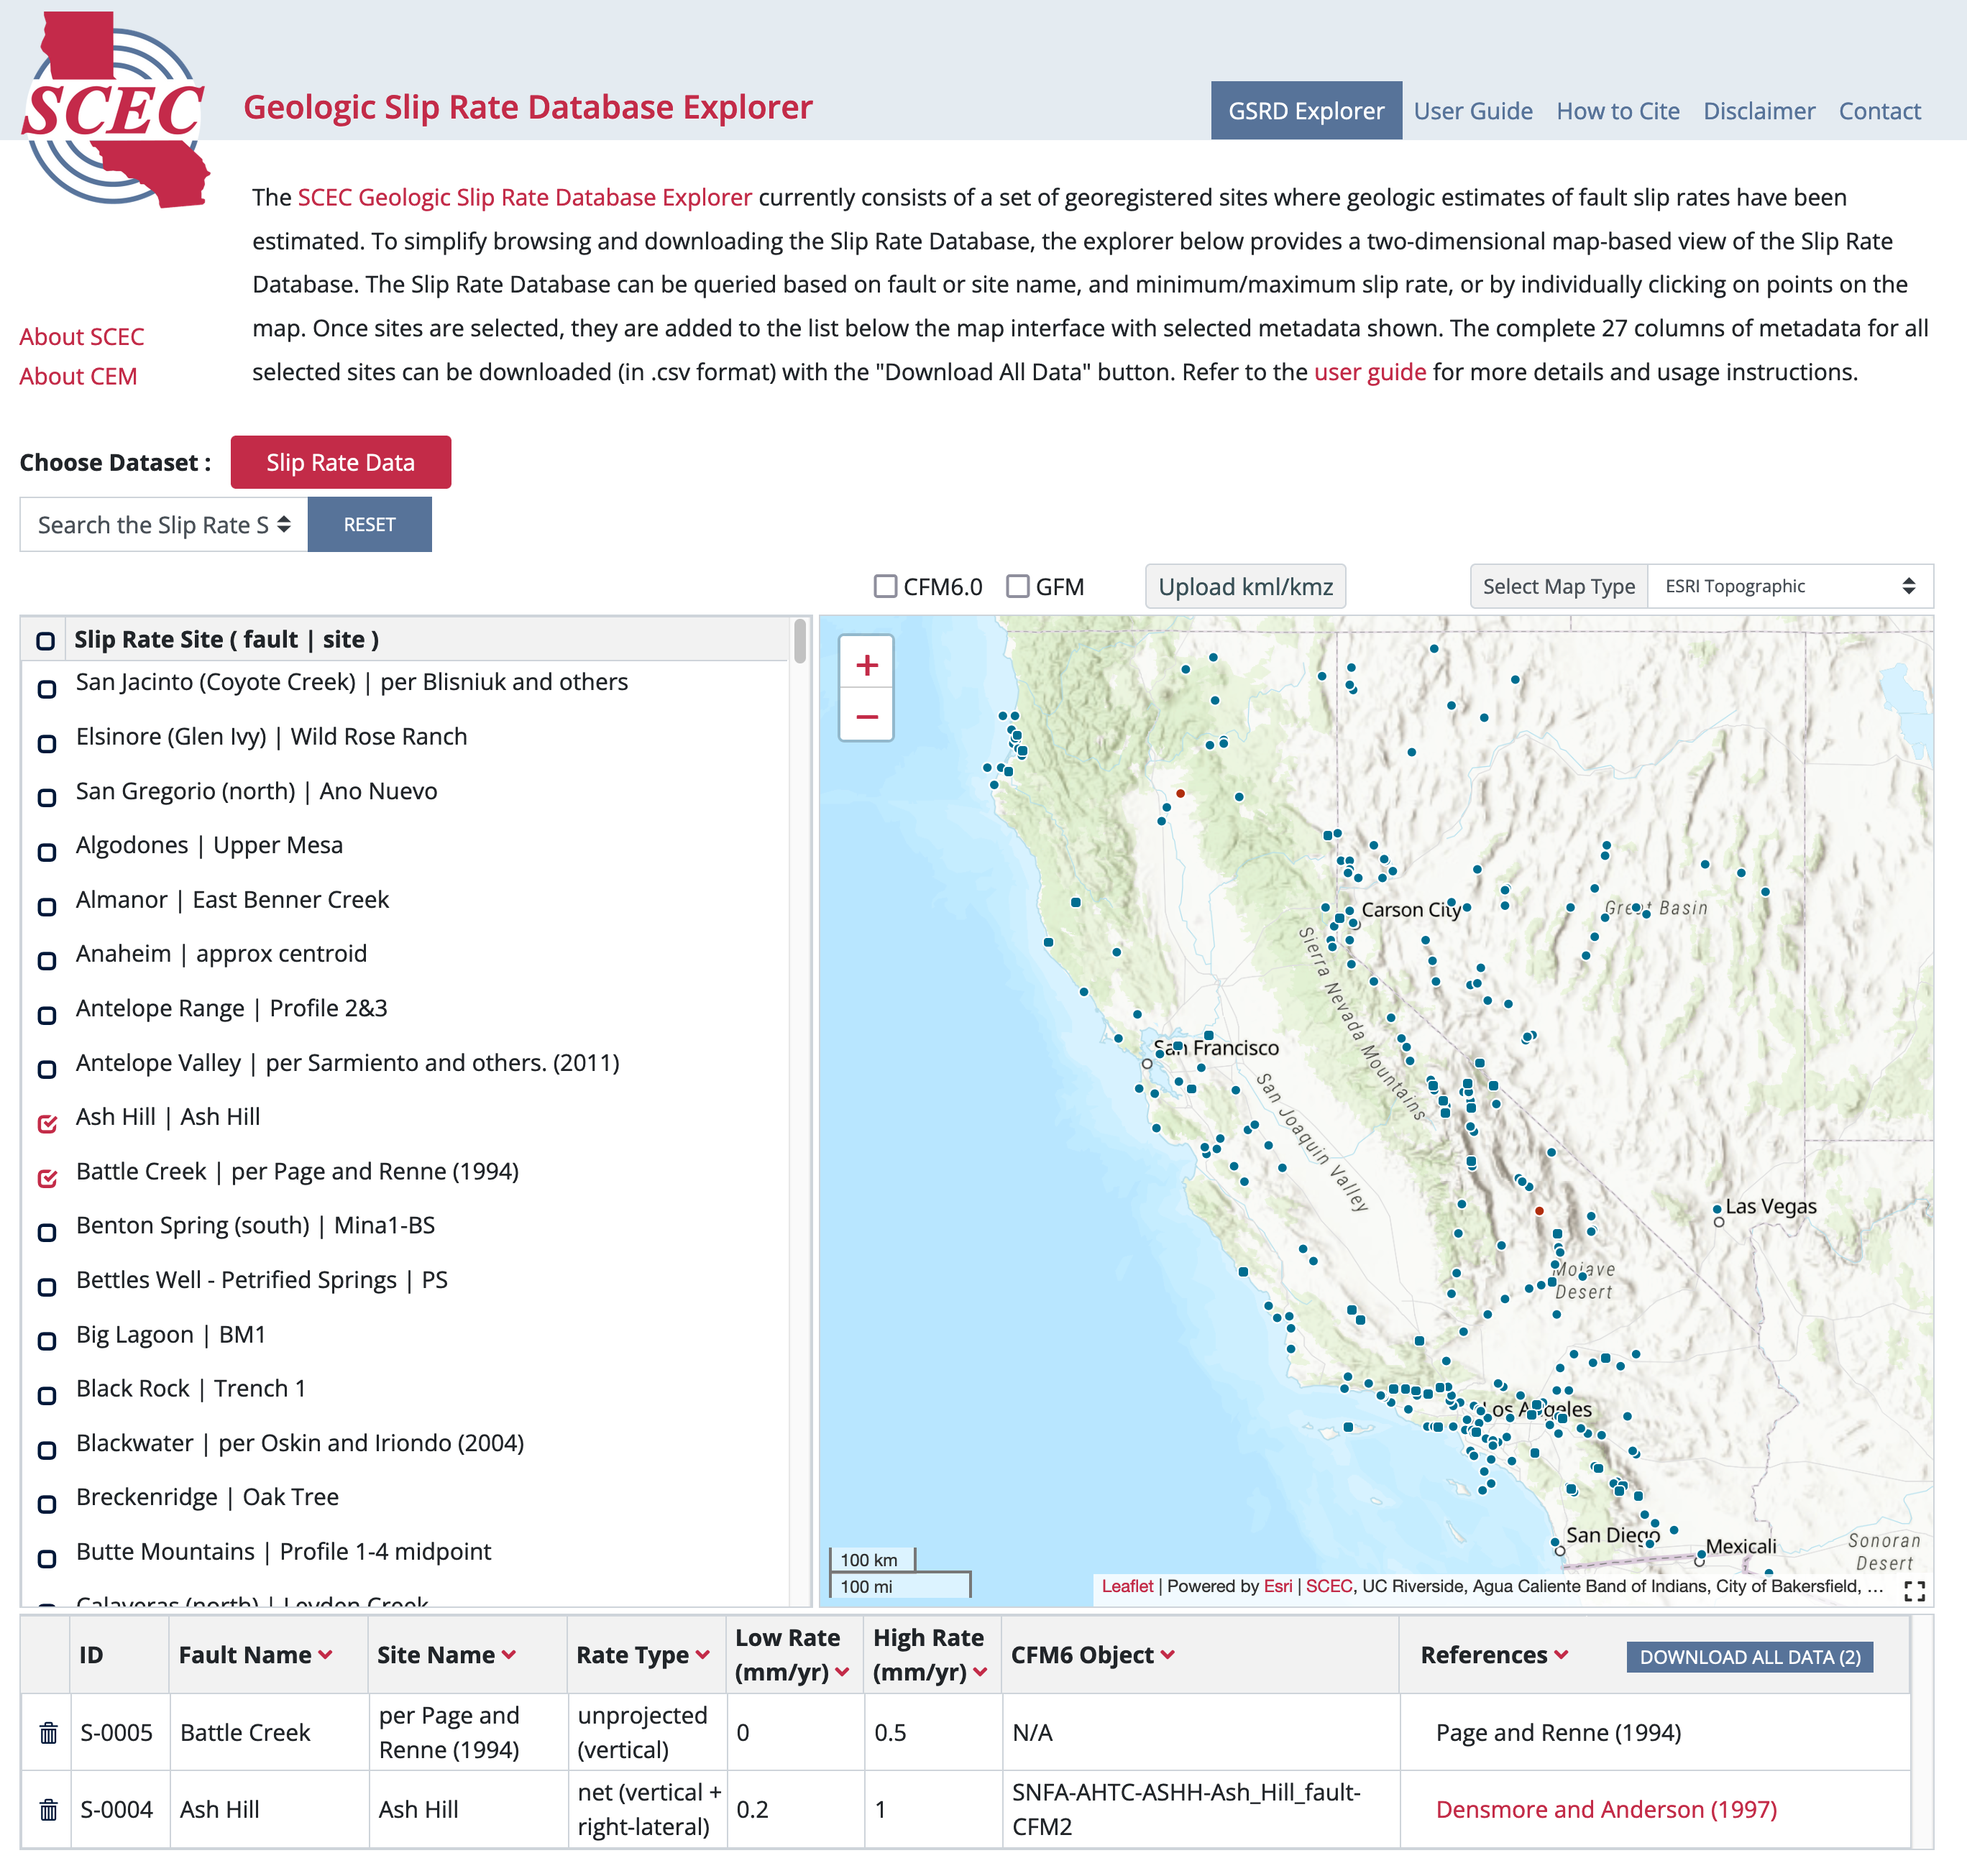 SCEC
Geologic Slip Rate Database Explorer
GSRD Explorer
User Guide
How to Cite
Disclaimer
Contact
The SCEC Geologic Slip Rate Database Explorer currently consists of a set of georegistered sites where geologic estimates of fault slip rates have been
estimated. To simplify browsing and downloading the Slip Rate Database, the explorer below provides a two-dimensional map-based view of the Slip Rate
Database. The Slip Rate Database can be queried based on fault or site name, and minimum/maximum slip rate, or by individually clicking on points on the
map. Once sites are selected, they are added to the list below the map interface with selected metadata shown. The complete 27 columns of metadata for all
selected sites can be downloaded (in .csv format) with the "Download All Data" button. Refer to the user guide for more details and usage instructions.
About SCEC
About CEM
Choose Dataset :
Slip Rate Data
Search the Slip Rate S
RESET
CFM6.0
GFM
Upload kml/kmz
Select Map Type
ESRI Topographic
Slip Rate Site ( fault | site )
San Jacinto (Coyote Creek) | per Blisniuk and others
Elsinore (Glen Ivy) | Wild Rose Ranch
San Gregorio (north) | Ano Nuevo
Algodones | Upper Mesa
Almanor | East Benner Creek
Anaheim | approx centroid
Antelope Range | Profile 2&3
Antelope Valley | per Sarmiento and others. (2011)
Ash Hill | Ash Hill
Battle Creek | per Page and Renne (1994)
Benton Spring (south) | Mina1-BS
Bettles Well - Petrified Springs | PS
Big Lagoon | BM1
Black Rock | Trench 1
Blackwater | per Oskin and Iriondo (2004)
Breckenridge | Oak Tree
Butte Mountains | Profile 1-4 midpoint
Calaveras (north) | Leyden Creek
+
−
Carson City
Great Basin
Sierra Nevada Mountains
San Francisco
San Joaquin Valley
Las Vegas
Mojave
Desert
Los Angeles
San Diego
Mexicali
Sonoran
Desert
100 km
100 mi
Leaflet | Powered by Esri | SCEC, UC Riverside, Agua Caliente Band of Indians, City of Bakersfield, ...
ID
Fault Name
Site Name
Rate Type
Low Rate
(mm/yr)
High Rate
(mm/yr)
CFM6 Object
References
DOWNLOAD ALL DATA (2)
S-0005
Battle Creek
per Page and
Renne (1994)
unprojected
(vertical)
0
0.5
N/A
Page and Renne (1994)
S-0004
Ash Hill
Ash Hill
net (vertical +
right-lateral)
0.2
1
SNFA-AHTC-ASHH-Ash_Hill_fault-
CFM2
Densmore and Anderson (1997)